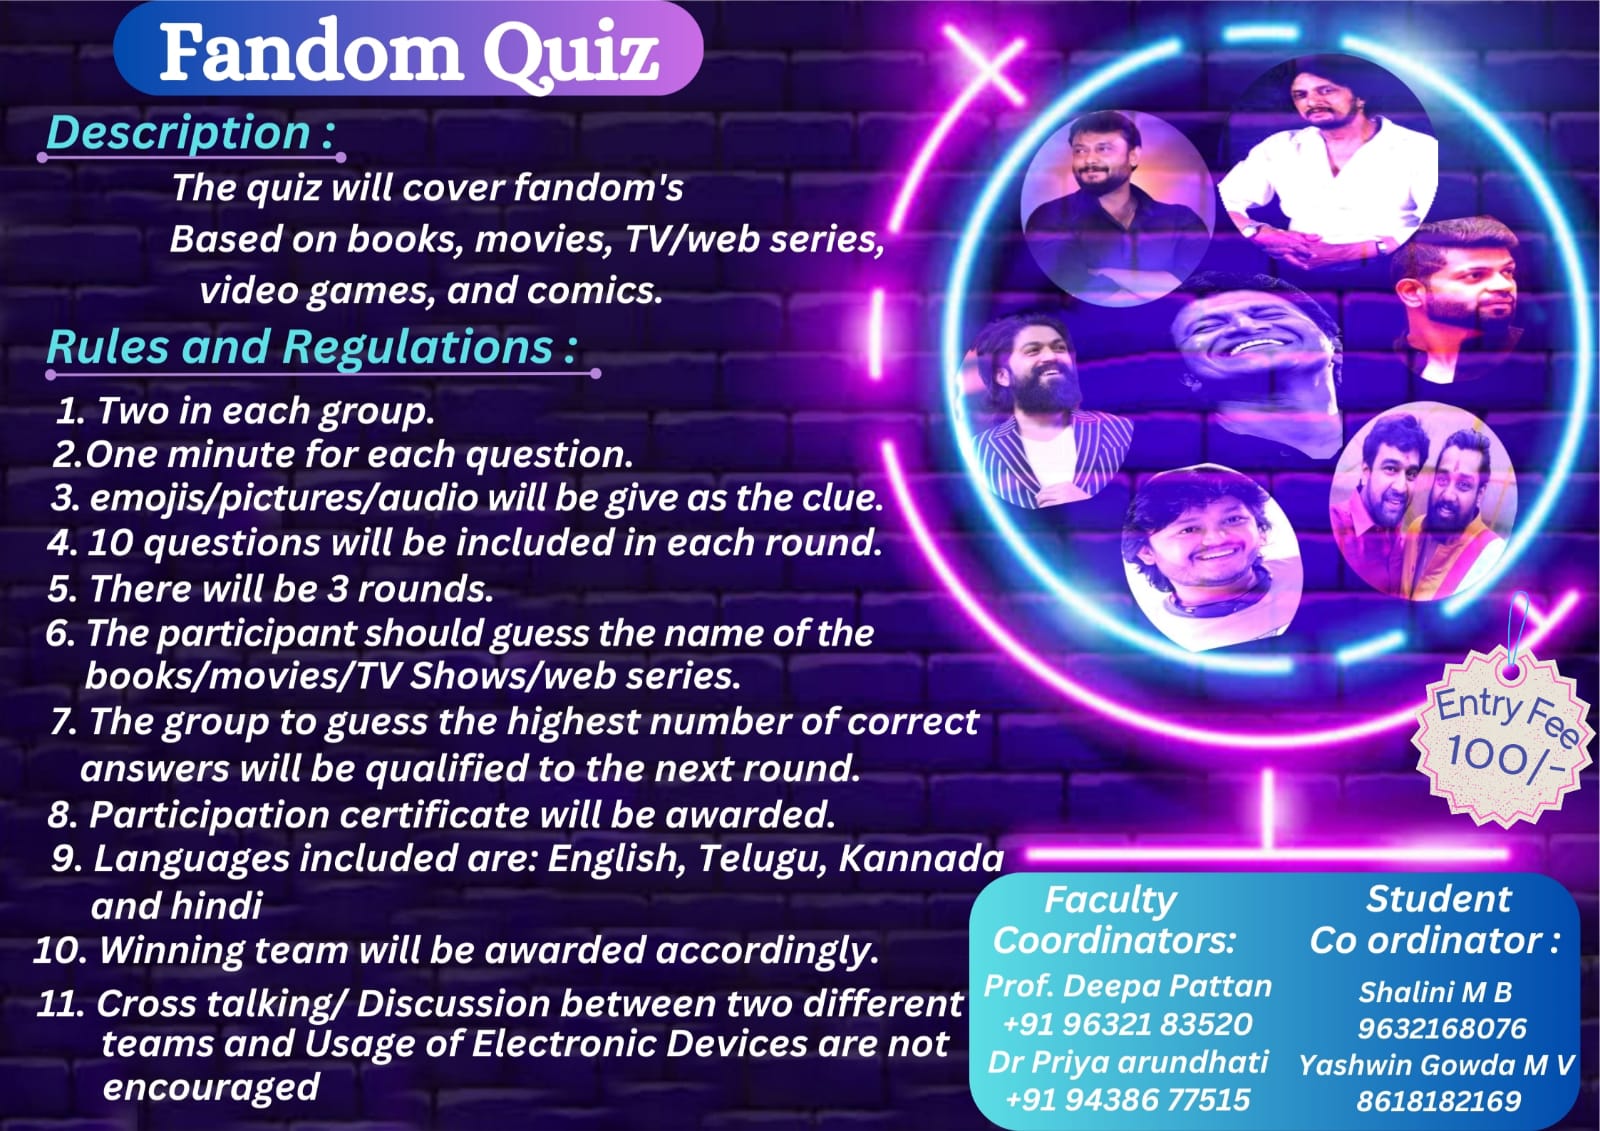 Fandom Quiz
Description :
The quiz will cover fandom's
Based on books, movies, TV/web series,
video games, and comics.
Rules and Regulations :
1. Two in each group.
2.One minute for each question.
3. emojis/pictures/audio will be give as the clue.
4. 10 questions will be included in each round.
5. There will be 3 rounds.
6. The participant should guess the name of the
books/movies/TV Shows/web series.
7. The group to guess the highest number of correct
answers will be qualified to the next round.
8. Participation certificate will be awarded.
9. Languages included are: English, Telugu, Kannada
and hindi
10. Winning team will be awarded accordingly.
11. Cross talking/ Discussion between two different
teams and Usage of Electronic Devices are not
encouraged
Entry Fee
100/-
Faculty
Coordinators:
Prof. Deepa Pattan
+91 96321 83520
Dr Priya arundhati
+91 94386 77515
Student
Co ordinator :
Shalini M B
9632168076
Yashwin Gowda M V
8618182169